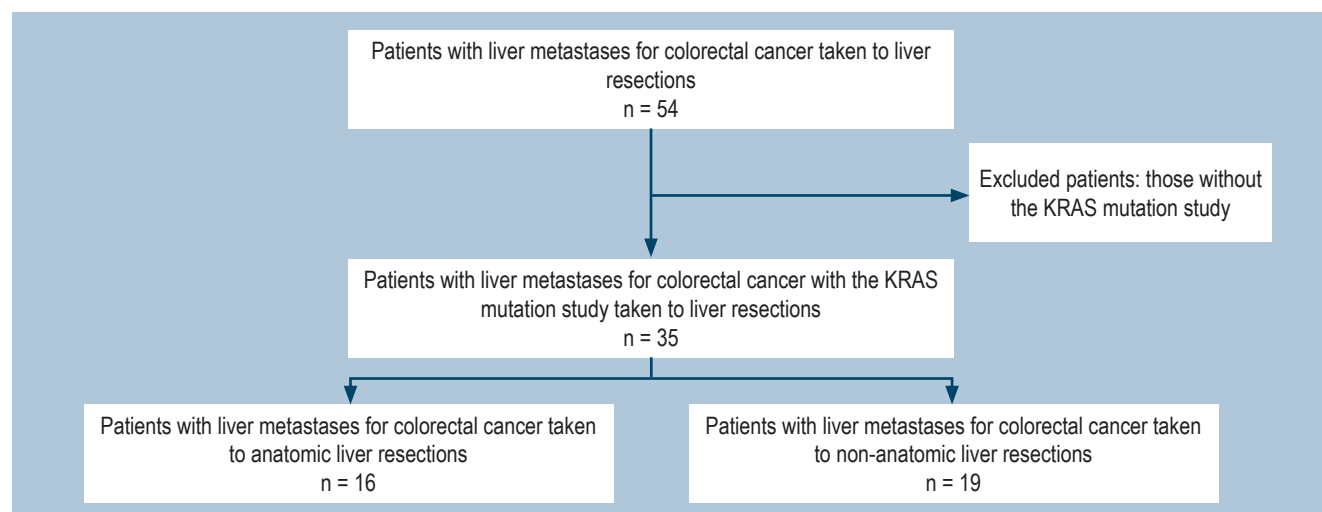 Patients with liver metastases for colorectal cancer taken to liver
resections
n = 54
Excluded patients: those without
the KRAS mutation study
Patients with liver metastases for colorectal cancer with the KRAS
mutation study taken to liver resections
n = 35
Patients with liver metastases for colorectal cancer taken
to anatomic liver resections
n = 16
Patients with liver metastases for colorectal cancer taken
to non-anatomic liver resections
n = 19